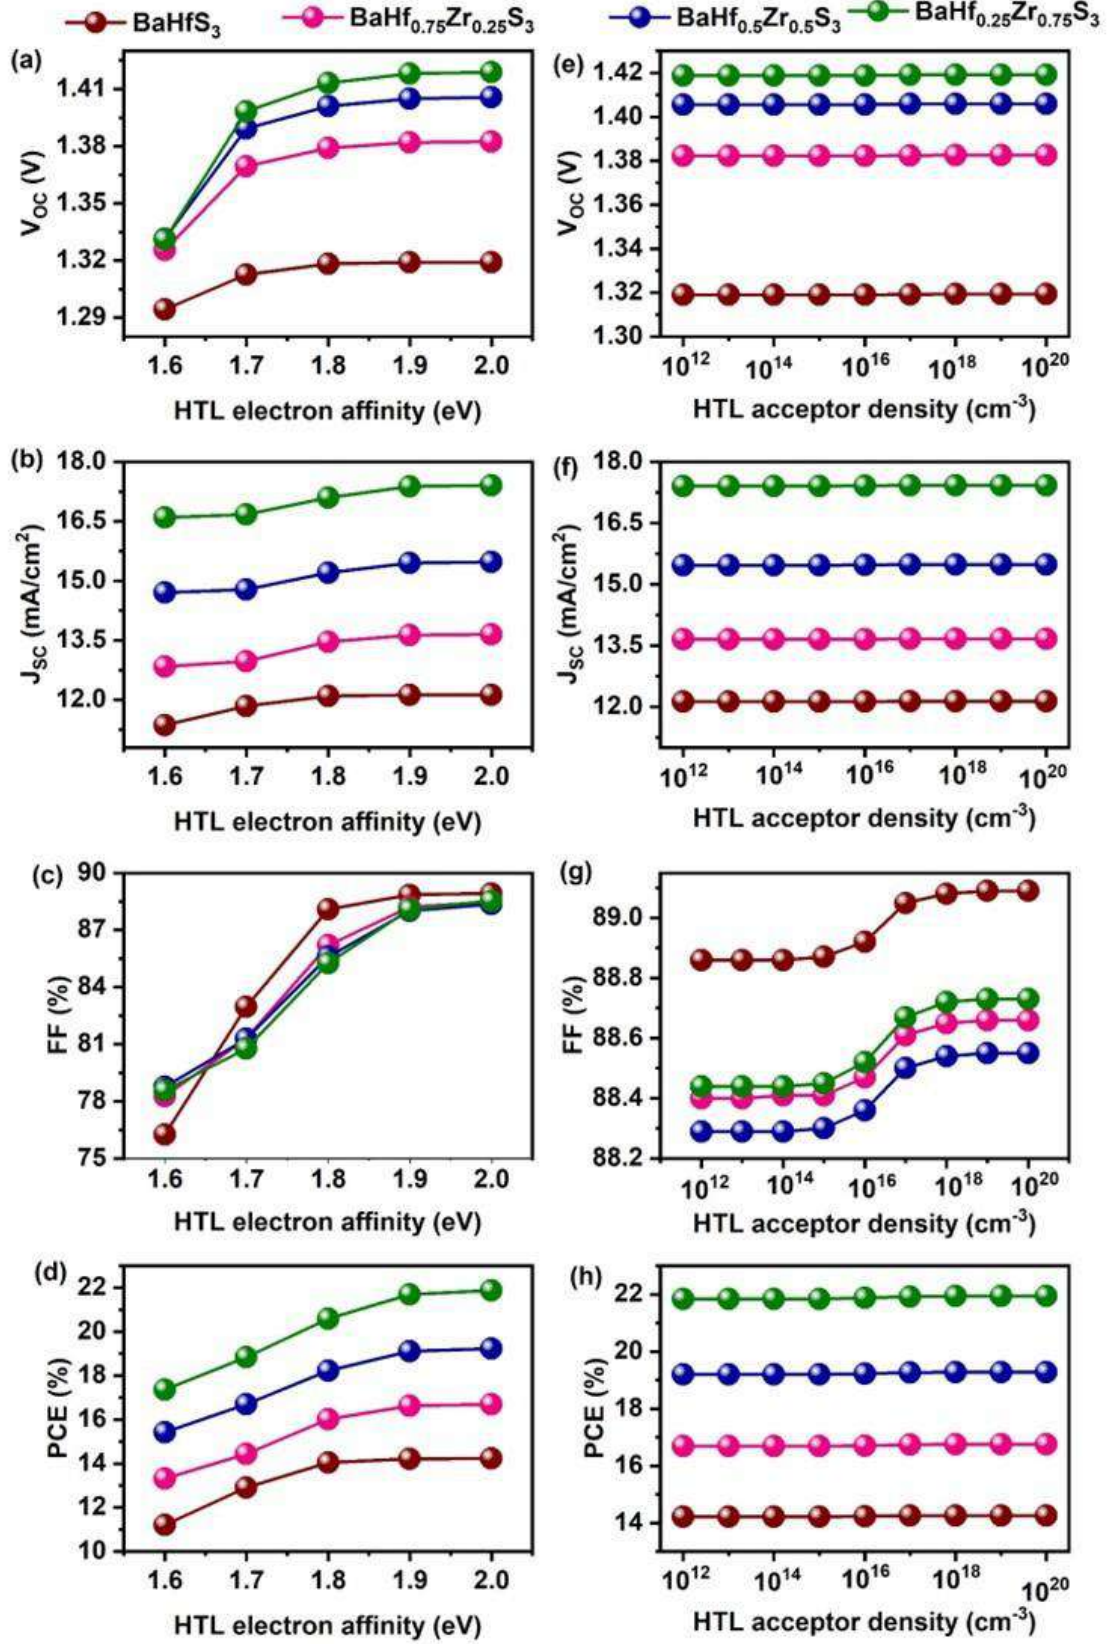 BaHfS3 BaHf0.75Zr0.25S3 BaHf0.5Zr0.5S3 BaHf0.25Zr0.75S3
(a)
VOC (V)
1.41
1.38
1.35
1.32
1.29
1.6 1.7 1.8 1.9 2.0
HTL electron affinity (eV)
(e)
VOC (V)
1.42
1.40
1.38
1.36
1.34
1.32
1.30
10^12 10^14 10^16 10^18 10^20
HTL acceptor density (cm^-3)
(b)
JSC (mA/cm^2)
18.0
16.5
15.0
13.5
12.0
1.6 1.7 1.8 1.9 2.0
HTL electron affinity (eV)
(f)
JSC (mA/cm^2)
18.0
16.5
15.0
13.5
12.0
10^12 10^14 10^16 10^18 10^20
HTL acceptor density (cm^-3)
(c)
FF (%)
90
87
84
81
78
75
1.6 1.7 1.8 1.9 2.0
HTL electron affinity (eV)
(g)
FF (%)
89.0
88.8
88.6
88.4
88.2
10^12 10^14 10^16 10^18 10^20
HTL acceptor density (cm^-3)
(d)
PCE (%)
22
20
18
16
14
12
10
1.6 1.7 1.8 1.9 2.0
HTL electron affinity (eV)
(h)
PCE (%)
22
20
18
16
14
10^12 10^14 10^16 10^18 10^20
HTL acceptor density (cm^-3)